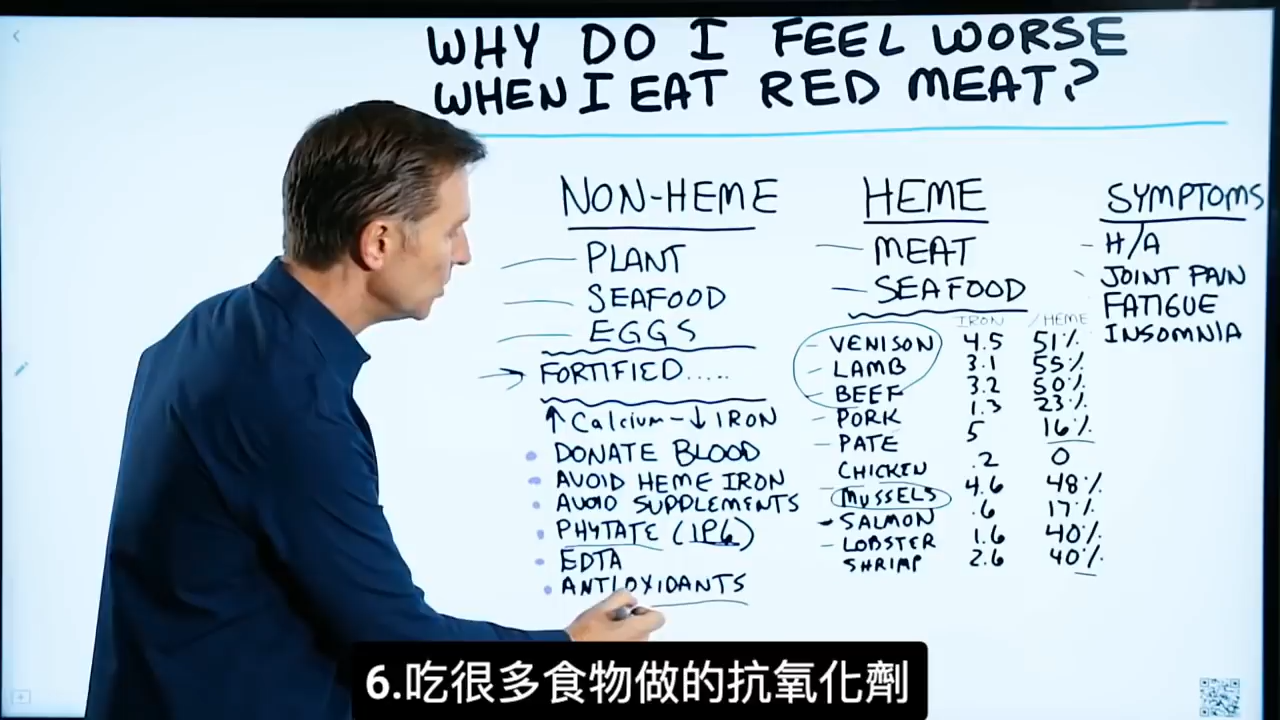 WHY DO I FEEL WORSE
WHEN I EAT RED MEAT?
NON-HEME
PLANT
SEAFOOD
EGGS
FORTIFIED.....
↑ Calcium - ↓ IRON
• DONATE BLOOD
• AVOID HEME IRON
• AVOID SUPPLEMENTS
• PHYTATE (IP6)
• EDTA
• ANTIOXIDANTS
HEME
- MEAT
- SEAFOOD
IRON / HEME
- VENISON 4.5 51%
- LAMB 3.1 55%
- BEEF 3.2 50%
- PORK 1.3 23%
- PATE 5 16%
CHICKEN .2 0
- MUSSELS 4.6 48%
- SALMON .6 17%
- LOBSTER 1.6 40%
SHRIMP 2.6 40%
SYMPTOMS
- H/A
JOINT PAIN
FATIGUE
INSOMNIA
6.吃很多食物做的抗氧化劑